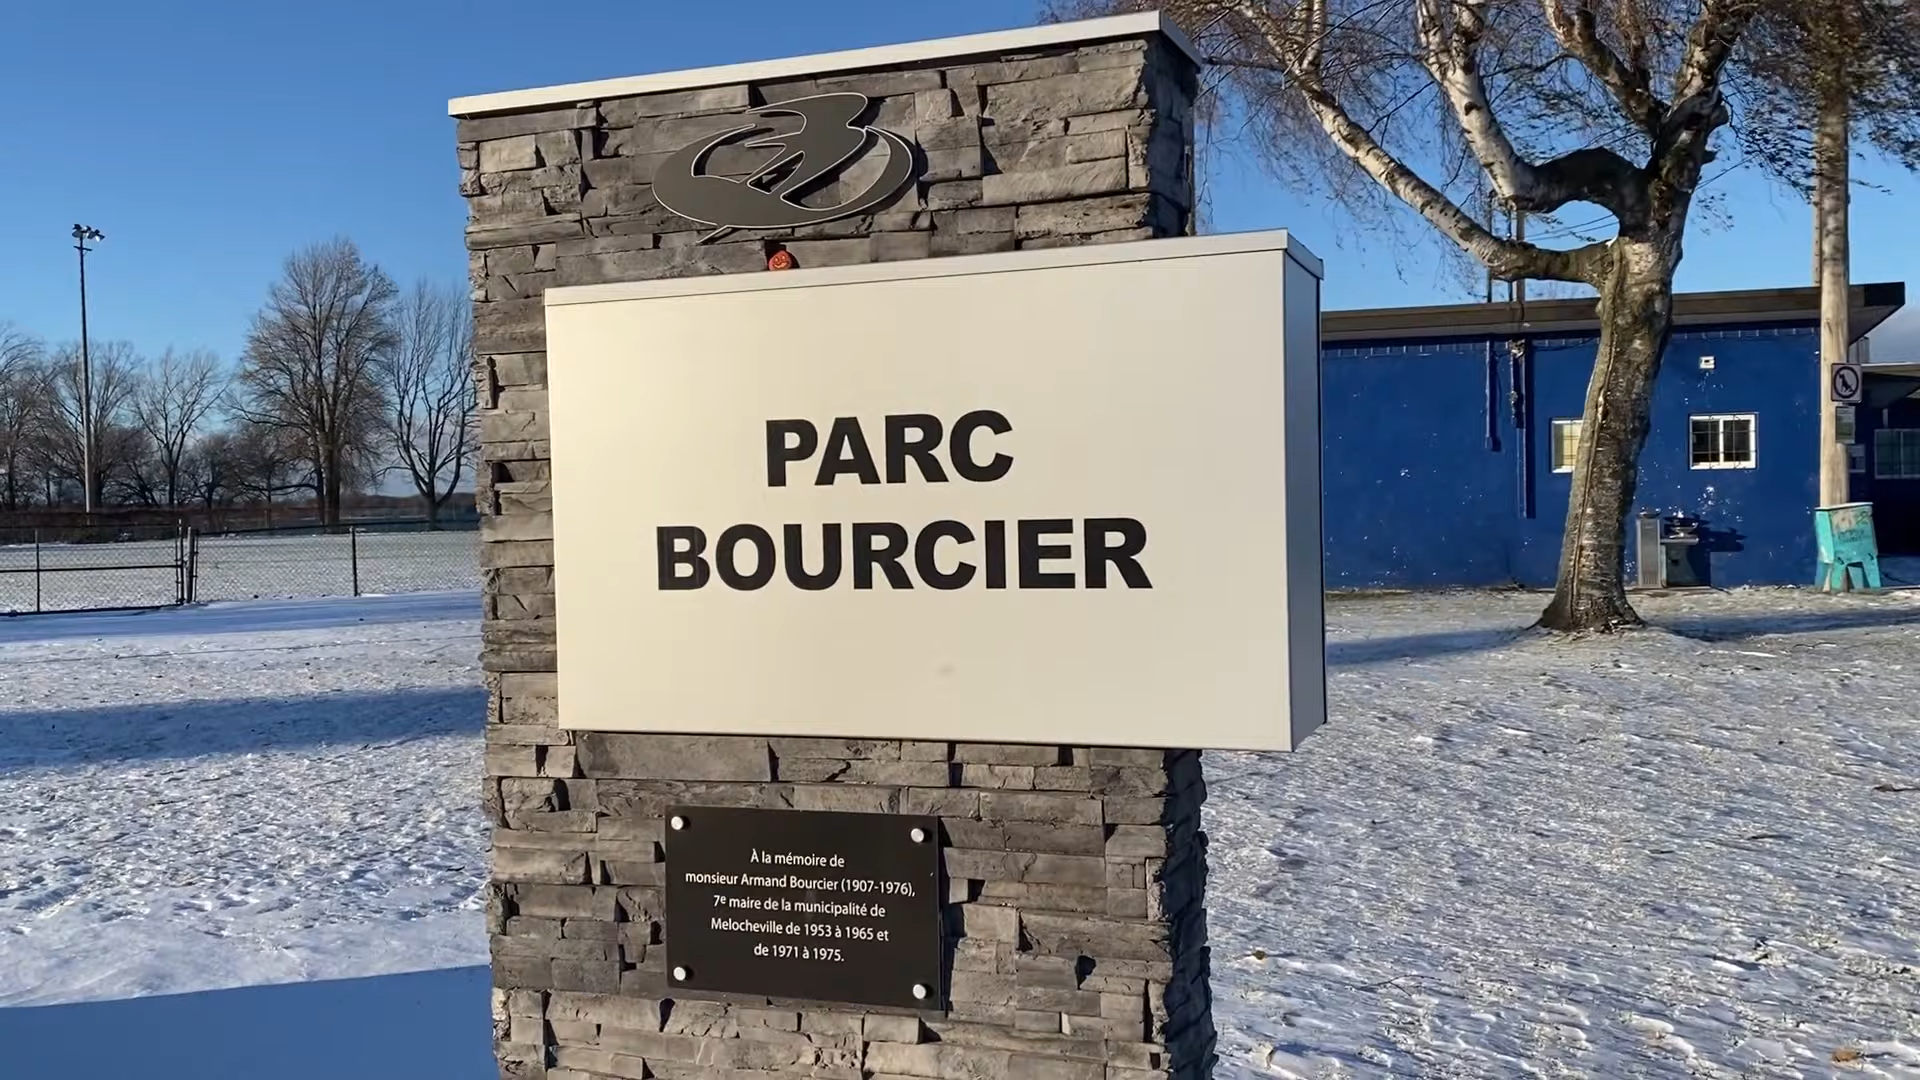 PARC
BOURCIER
À la mémoire de
monsieur Armand Bourcier (1907-1976),
7e maire de la municipalité de
Melocheville de 1953 à 1965 et
de 1971 à 1975.